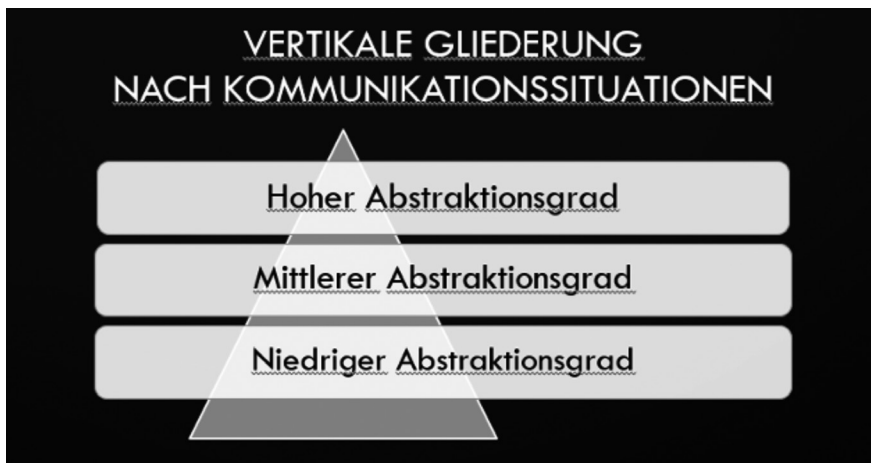 VERTIKALE GLIEDERUNG
NACH KOMMUNIKATIONSSITUATIONEN
Hoher Abstraktionsgrad
Mittlerer Abstraktionsgrad
Niedriger Abstraktionsgrad